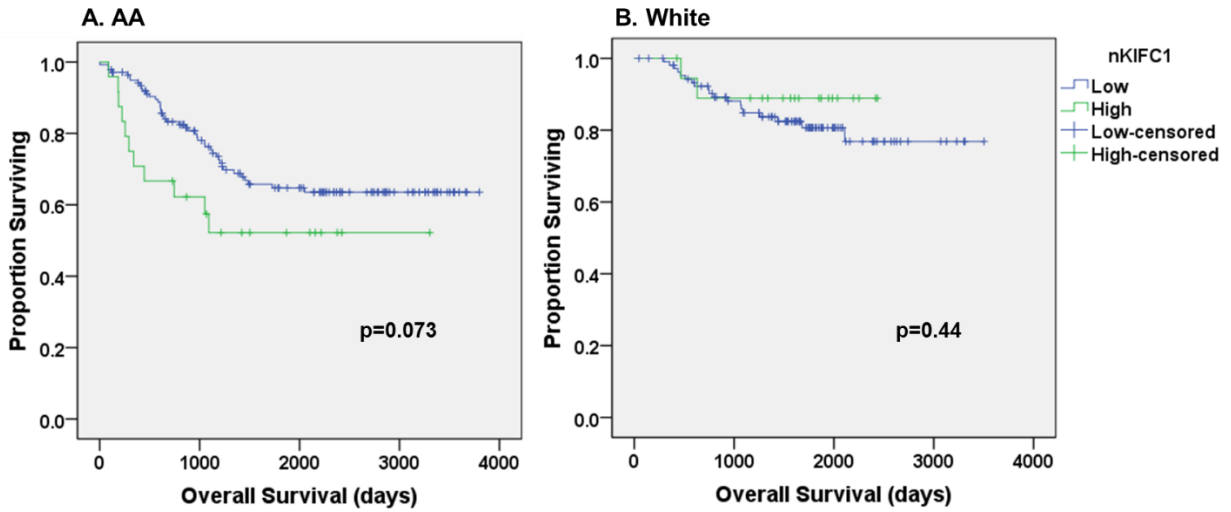 A. AA
1.0
0.8
0.6
0.4
0.2
0.0
Proportion Surviving
p=0.073
0 1000 2000 3000 4000
Overall Survival (days)
B. White
1.0
0.8
0.6
0.4
0.2
0.0
Proportion Surviving
p=0.44
0 1000 2000 3000 4000
Overall Survival (days)
nKIFC1
Low
High
Low-censored
High-censored